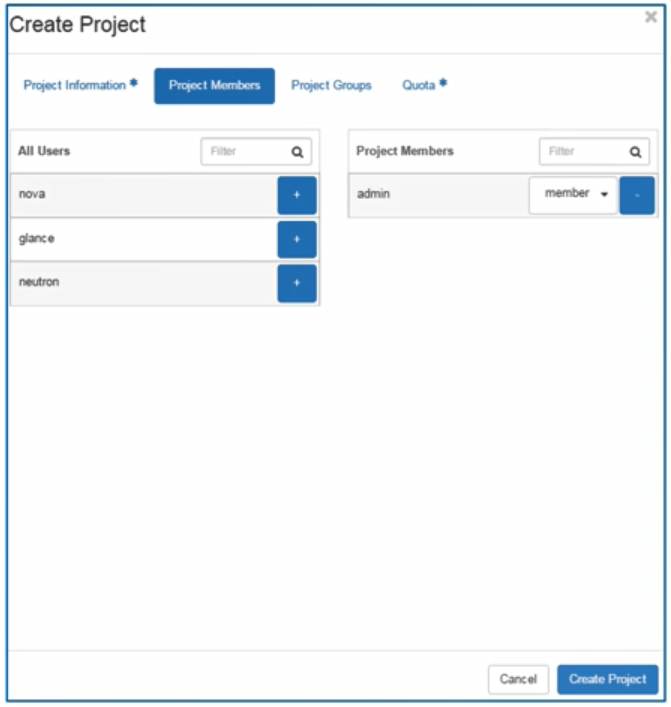 Create Project ×
Project Information * Project Members Project Groups Quota *
All Users Filter Project Members Filter
nova + admin member -
glance +
neutron +
Cancel Create Project